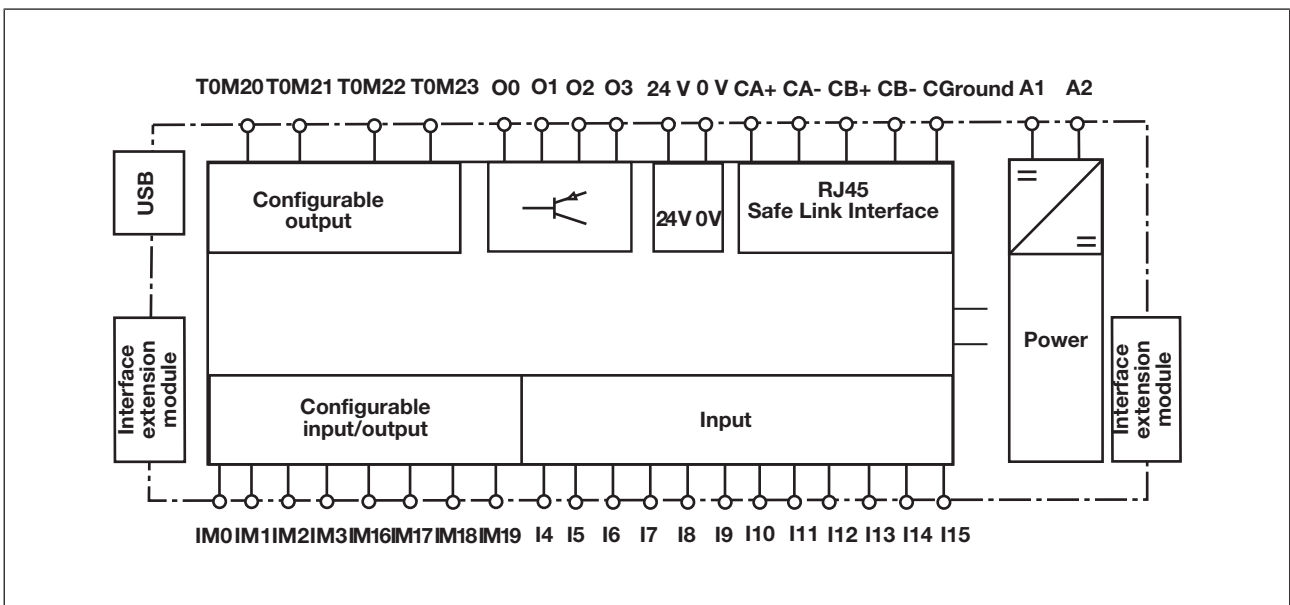 T0M20 T0M21 T0M22 T0M23 O0 O1 O2 O3 24 V 0 V CA+ CA- CB+ CB- CGround A1 A2
USB
Configurable
output
24V 0V
RJ45
Safe Link Interface
Interface
extension
module
Power
Interface
extension
module
Configurable
input/output
Input
IM0 IM1 IM2 IM3 IM16 IM17 IM18 IM19 I4 I5 I6 I7 I8 I9 I10 I11 I12 I13 I14 I15